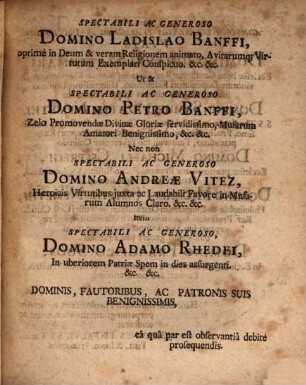 SPECTABILI AC GENEROSO
DOMINO LADISLAO BANFFI,
optimè in Deum & veram Religionem animato, Avitarumq; Vir-
tutum Exemplari Conspicuo, &c. &c.
Ut &
SPECTABILI AC GENEROSO
DOMINO PETRO BANFFI,
Zelo Promovendæ Divinæ Gloriæ fervidissimo, Musarum
Amatori Benignissimo, &c. &c.
Nec non
SPECTABILI AC GENEROSO
DOMINO ANDREÆ VITEZ,
Heroicis Virtutibus juxta ac Laudabili Favore in Musa-
rum Alumnos Claro, &c. &c.
Item
SPECTABILI AC GENEROSO,
DOMINO ADAMO RHEDEI,
In uberiorem Patriæ Spem in dies assurgenti,
&c. &c.
DOMINIS, FAUTORIBUS, AC PATRONIS SUIS
BENIGNISSIMIS,
eâ quâ par est observantiâ debitè
prosequendis.